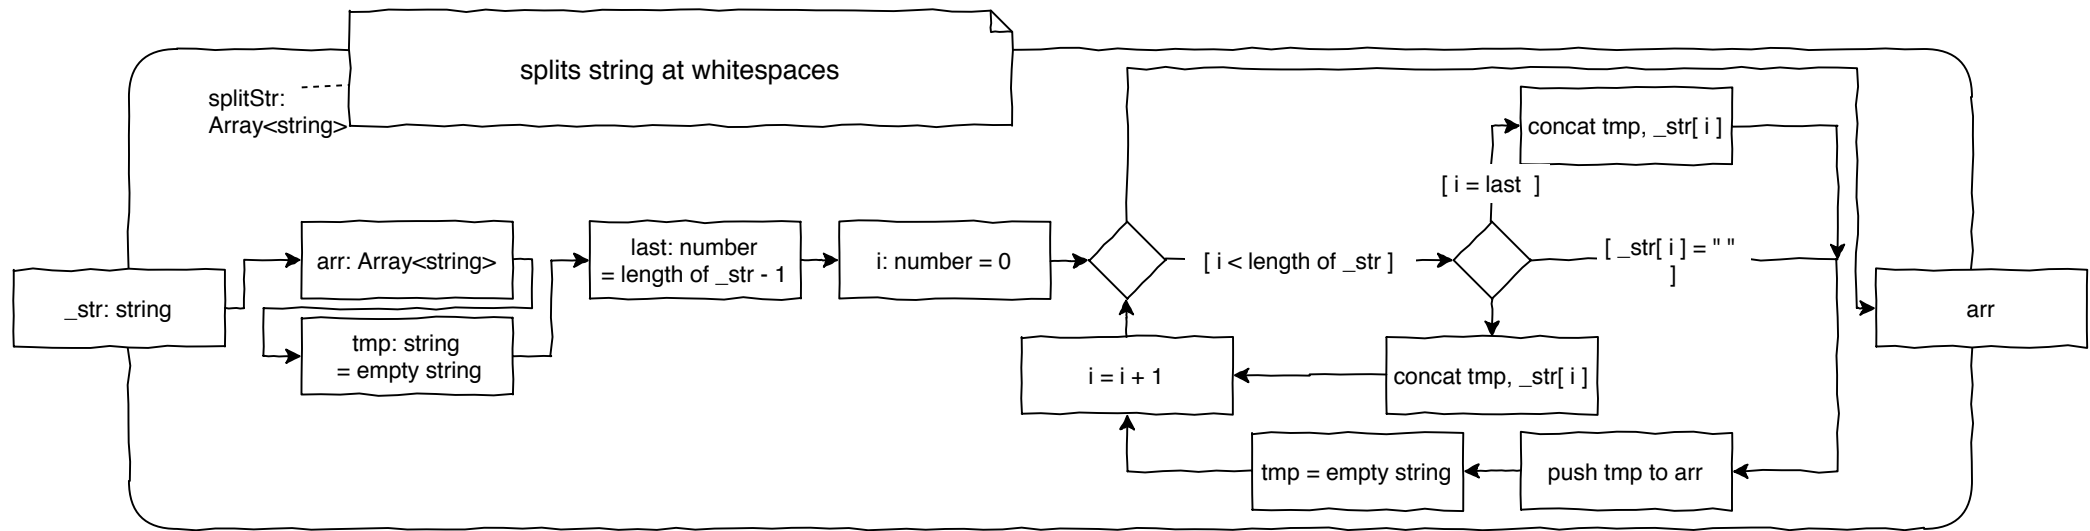 splits string at whitespaces
splitStr:
Array<string>
_str: string
arr: Array<string>
tmp: string
= empty string
last: number
= length of _str - 1
i: number = 0
[ i < length of _str ]
[ i = last  ]
concat tmp, _str[ i ]
[ _str[ i ] = " "
]
concat tmp, _str[ i ]
i = i + 1
push tmp to arr
tmp = empty string
arr